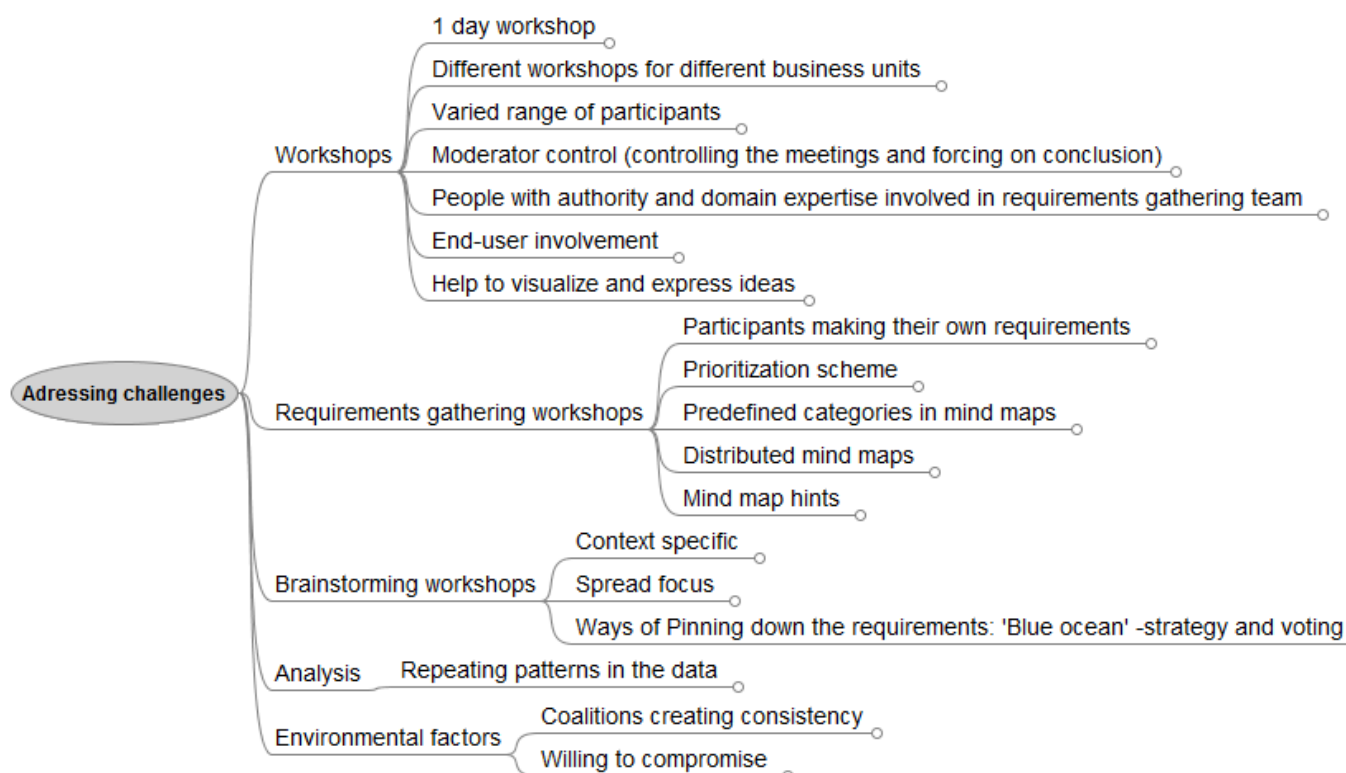 1 day workshop
Different workshops for different business units
Varied range of participants
Workshops
Moderator control (controlling the meetings and forcing on conclusion)
People with authority and domain expertise involved in requirements gathering team
End-user involvement
Help to visualize and express ideas
Participants making their own requirements
Prioritization scheme
Adressing challenges
Requirements gathering workshops
Predefined categories in mind maps
Distributed mind maps
Mind map hints
Context specific
Brainstorming workshops
Spread focus
Ways of Pinning down the requirements: 'Blue ocean' -strategy and voting
Analysis
Repeating patterns in the data
Coalitions creating consistency
Environmental factors
Willing to compromise